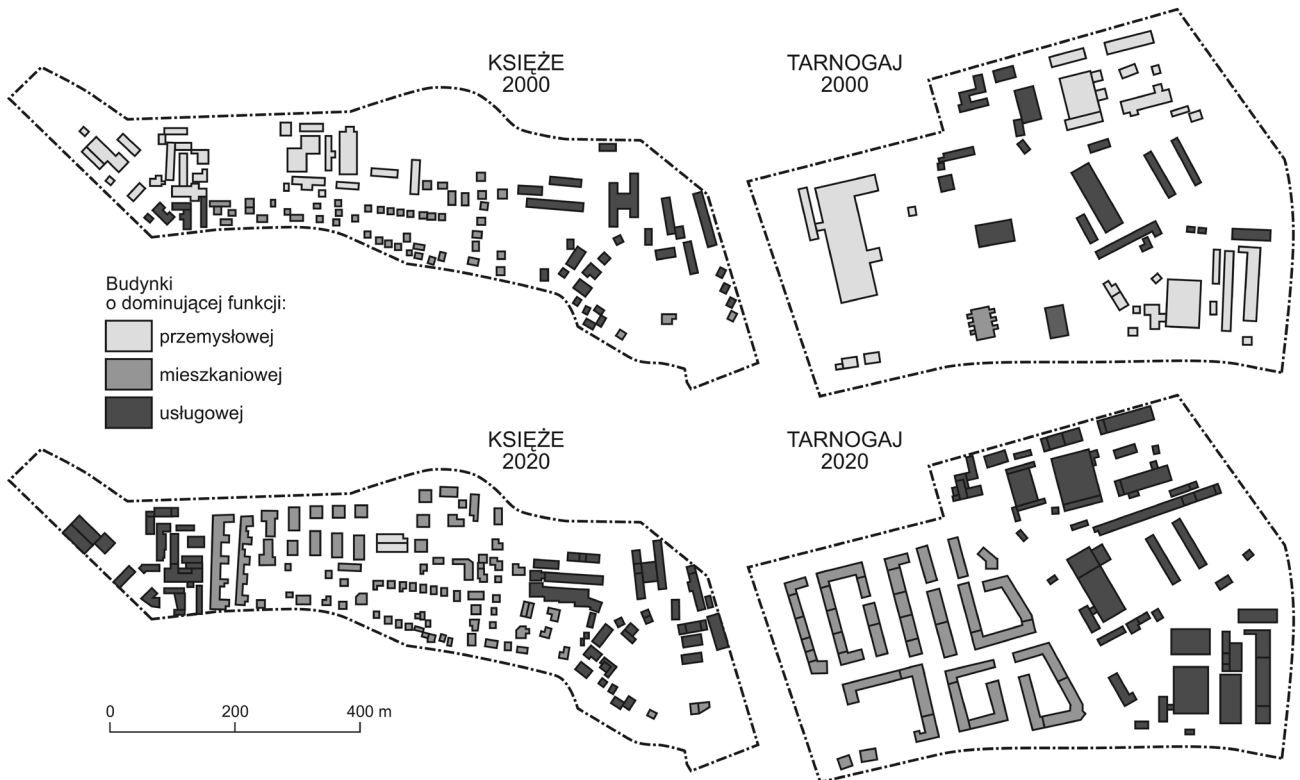 KSIĘŻE
2000
TARNOGAJ
2000
Budynki
o dominującej funkcji:
przemysłowej
mieszkaniowej
usługowej
KSIĘŻE
2020
TARNOGAJ
2020
0 200 400 m